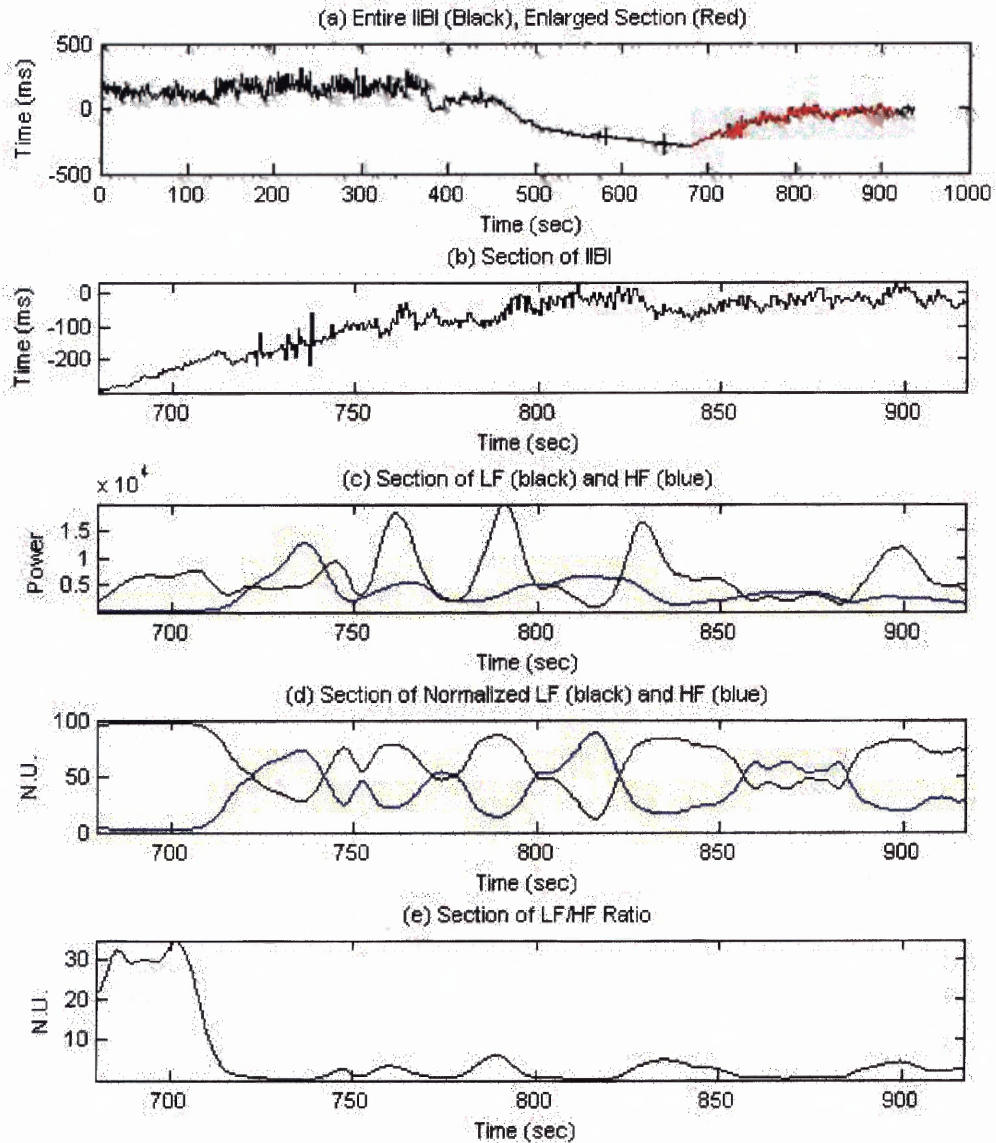 (a) Entire IIBI (Black), Enlarged Section (Red)
500
0
-500
Time (ms)
0 100 200 300 400 500 600 700 800 900 1000
Time (sec)
(b) Section of IIBI
0
-100
-200
Time (ms)
700 750 800 850 900
Time (sec)
(c) Section of LF (black) and HF (blue)
x 10
1.5
1
0.5
Power
700 750 800 850 900
Time (sec)
(d) Section of Normalized LF (black) and HF (blue)
100
50
0
N.U.
700 750 800 850 900
Time (sec)
(e) Section of LF/HF Ratio
30
20
10
N.U.
700 750 800 850 900
Time (sec)